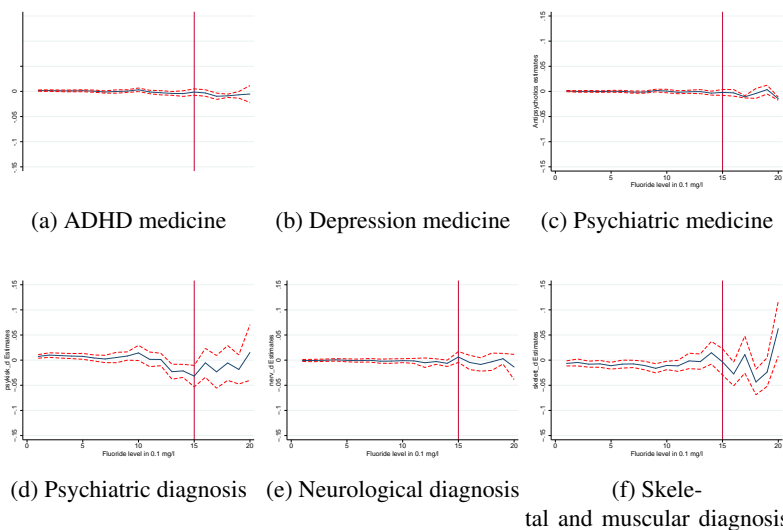 .15
.15
.1
.05
0
0
-.05
-.05
-.1
-.15
-.15
Antipsychotics estimates
0 5 10 15 20
Fluoride level in 0.1 mg/l
(a) ADHD medicine (b) Depression medicine (c) Psychiatric medicine
.15 .15 .15
.1 .1 .1
.05 .05 .05
0 0 0
-.05 -.05 -.05
-.1 -.1 -.1
-.15 -.15 -.15
psykisk_d Estimates nerv_d Estimates skelett_d Estimates
0 5 10 15 20 0 5 10 15 20 0 5 10 15 20
Fluoride level in 0.1 mg/l Fluoride level in 0.1 mg/l Fluoride level in 0.1 mg/l
(d) Psychiatric diagnosis (e) Neurological diagnosis (f) Skele-
tal and muscular diagnosis